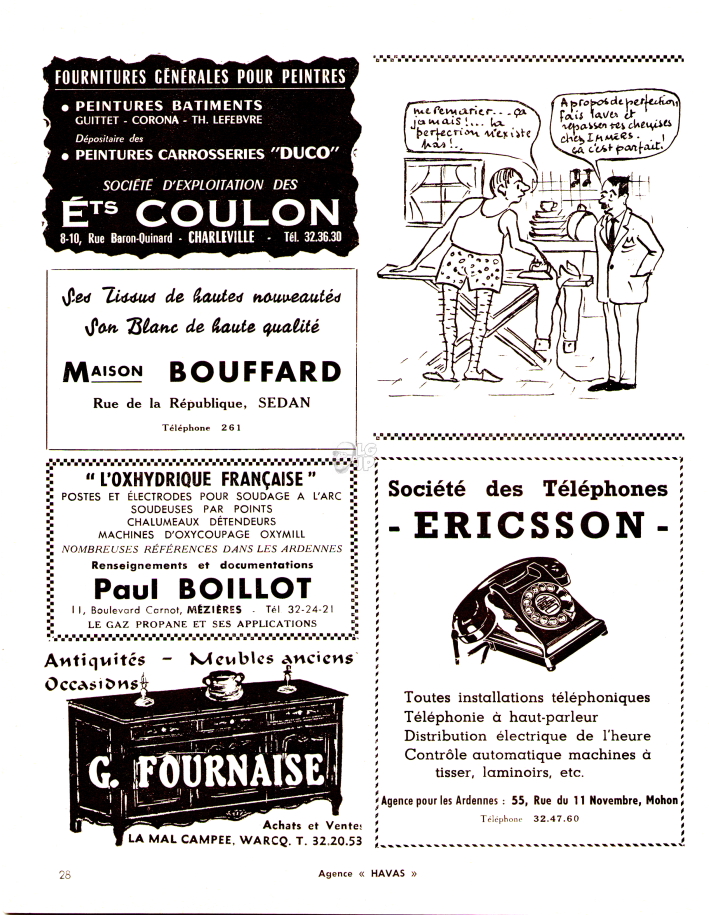 FOURNITURES GÉNÉRALES POUR PEINTRES
• PEINTURES BATIMENTS
GUITTET - CORONA - TH. LEFEBVRE
Dépositaire des
• PEINTURES CARROSSERIES "DUCO"
SOCIÉTÉ D'EXPLOITATION DES
ÉTS COULON
8-10, Rue Baron-Quinard - CHARLEVILLE - Tél. 32.36.30
Ses Tissus de hautes nouveautés
Son Blanc de haute qualité
MAISON BOUFFARD
Rue de la République, SEDAN
Téléphone 261
" L'OXHYDRIQUE FRANÇAISE "
POSTES ET ÉLECTRODES POUR SOUDAGE A L'ARC
SOUDEUSES PAR POINTS
CHALUMEAUX DÉTENDEURS
MACHINES D'OXYCOUPAGE OXYMILL
NOMBREUSES RÉFÉRENCES DANS LES ARDENNES
Renseignements et documentations
Paul BOILLOT
11, Boulevard Carnot, MÉZIÈRES - Tél 32-24-21
LE GAZ PROPANE ET SES APPLICATIONS
Antiquités - Meubles anciens
Occasions
G. FOURNAISE
Achats et Ventes
LA MAL CAMPEE, WARCQ. T. 32.20.53
me remarier... ça
jamais!... la
perfection n'existe
pas!..
A propos de perfection
fais laver et
repasser tes chemises
chez
ça c'est parfait!
Société des Téléphones
- ERICSSON -
Toutes installations téléphoniques
Téléphonie à haut-parleur
Distribution électrique de l'heure
Contrôle automatique machines à
tisser, laminoirs, etc.
Agence pour les Ardennes : 55, Rue du 11 Novembre, Mohon
Téléphone 32.47.60
28
Agence « HAVAS »